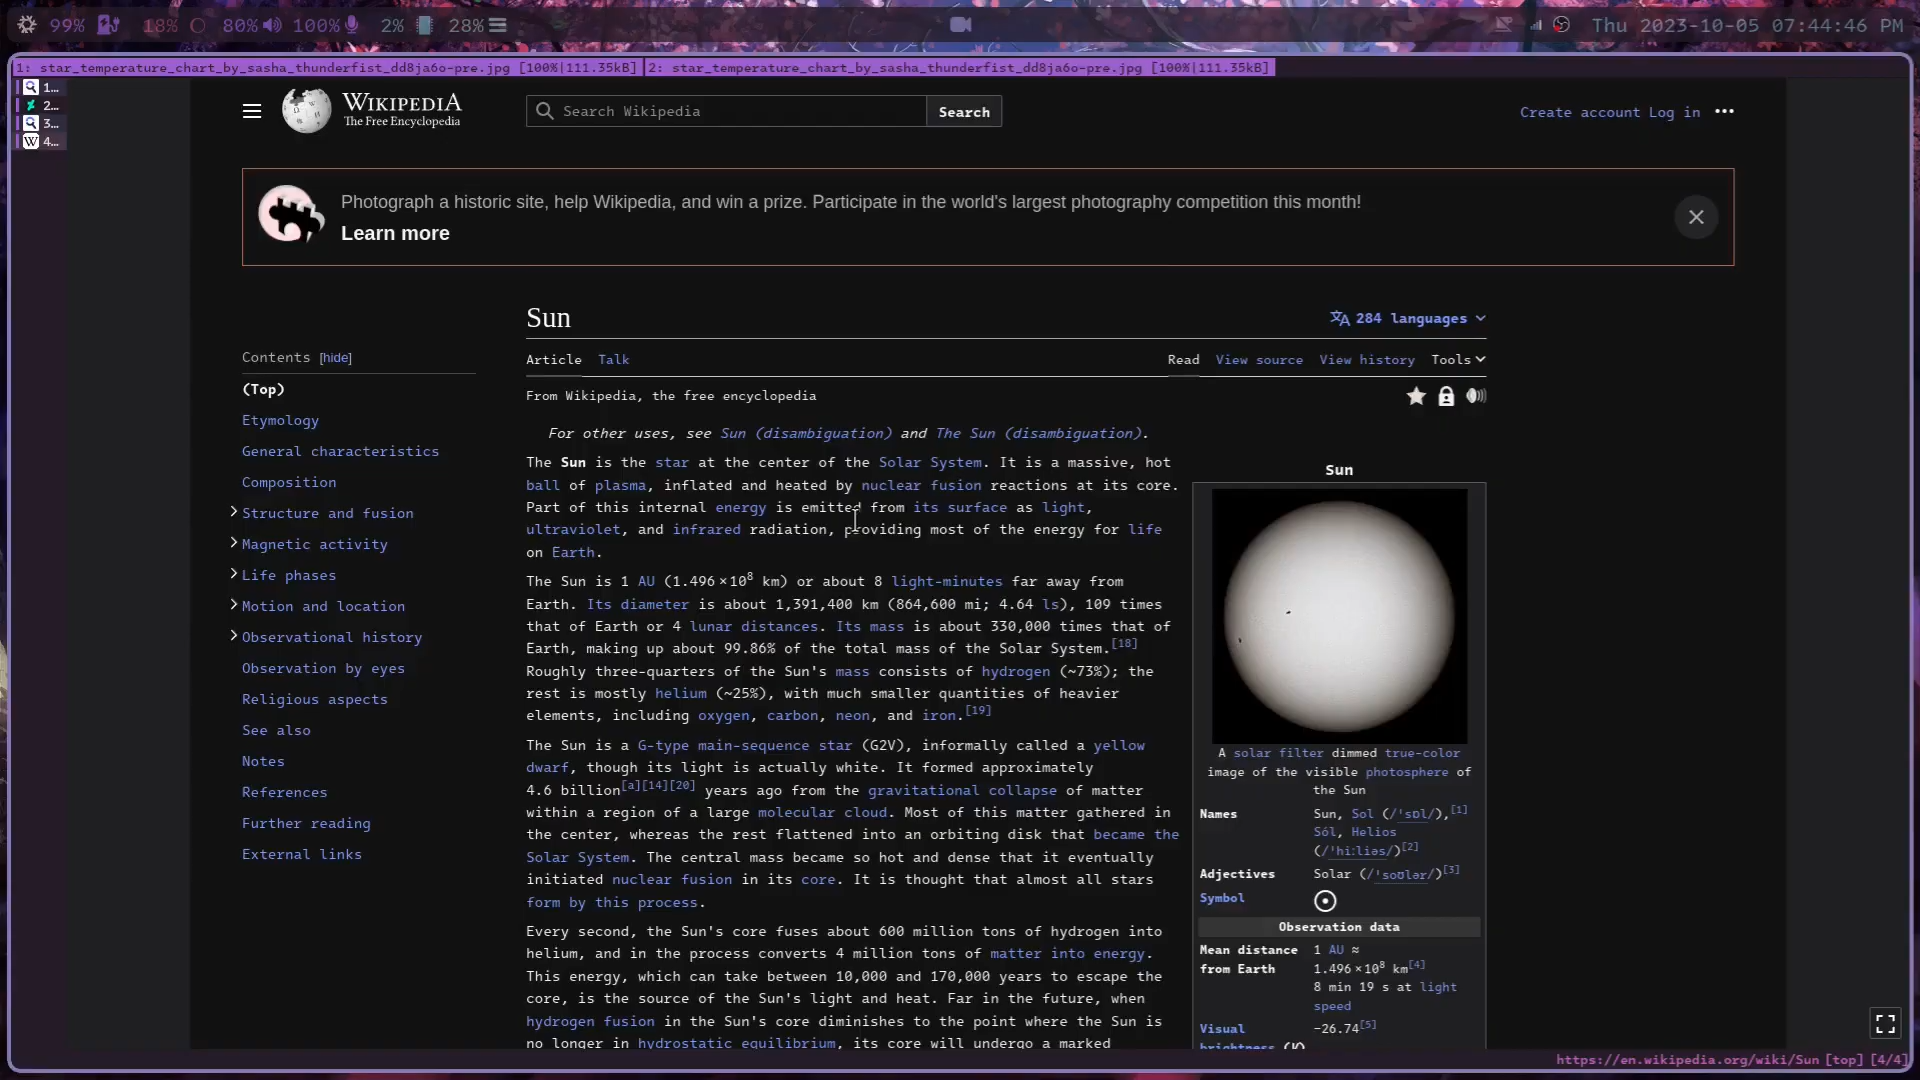 99% 18% 80% 100% 2% 28% Thu 2023-10-05 07:44:46 PM
1: star_temperature_chart_by_sasha_thunderfist_dd8ja6o-pre.jpg [100%|111.35kB] 2: star_temperature_chart_by_sasha_thunderfist_dd8ja6o-pre.jpg [100%|111.35kB]
1...
2...
3...
W 4...
WIKIPEDIA
The Free Encyclopedia
Search Wikipedia Search
Create account Log in
Photograph a historic site, help Wikipedia, and win a prize. Participate in the world's largest photography competition this month!
Learn more
Contents [hide]
(Top)
Etymology
General characteristics
Composition
Structure and fusion
Magnetic activity
Life phases
Motion and location
Observational history
Observation by eyes
Religious aspects
See also
Notes
References
Further reading
External links
Sun
284 languages
Article Talk Read View source View history Tools
From Wikipedia, the free encyclopedia
For other uses, see Sun (disambiguation) and The Sun (disambiguation).
The Sun is the star at the center of the Solar System. It is a massive, hot
ball of plasma, inflated and heated by nuclear fusion reactions at its core.
Part of this internal energy is emitted from its surface as light,
ultraviolet, and infrared radiation, providing most of the energy for life
on Earth.
The Sun is 1 AU (1.496×10⁸ km) or about 8 light-minutes far away from
Earth. Its diameter is about 1,391,400 km (864,600 mi; 4.64 ls), 109 times
that of Earth or 4 lunar distances. Its mass is about 330,000 times that of
Earth, making up about 99.86% of the total mass of the Solar System.[18]
Roughly three-quarters of the Sun's mass consists of hydrogen (~73%); the
rest is mostly helium (~25%), with much smaller quantities of heavier
elements, including oxygen, carbon, neon, and iron.[19]
The Sun is a G-type main-sequence star (G2V), informally called a yellow
dwarf, though its light is actually white. It formed approximately
4.6 billion[a][14][20] years ago from the gravitational collapse of matter
within a region of a large molecular cloud. Most of this matter gathered in
the center, whereas the rest flattened into an orbiting disk that became the
Solar System. The central mass became so hot and dense that it eventually
initiated nuclear fusion in its core. It is thought that almost all stars
form by this process.
Every second, the Sun's core fuses about 600 million tons of hydrogen into
helium, and in the process converts 4 million tons of matter into energy.
This energy, which can take between 10,000 and 170,000 years to escape the
core, is the source of the Sun's light and heat. Far in the future, when
hydrogen fusion in the Sun's core diminishes to the point where the Sun is
no longer in hydrostatic equilibrium, its core will undergo a marked
Sun
A solar filter dimmed true-color
image of the visible photosphere of
the Sun
Names Sun, Sol (/ˈsɒl/),[1]
Sól, Helios
(/ˈhiːliəs/)[2]
Adjectives Solar (/ˈsoʊlər/)[3]
Symbol
Observation data
Mean distance 1 AU ≈
from Earth 1.496×10⁸ km[4]
8 min 19 s at light
speed
Visual −26.74[5]
brightness (V)
https://en.wikipedia.org/wiki/Sun [top] [4/4]